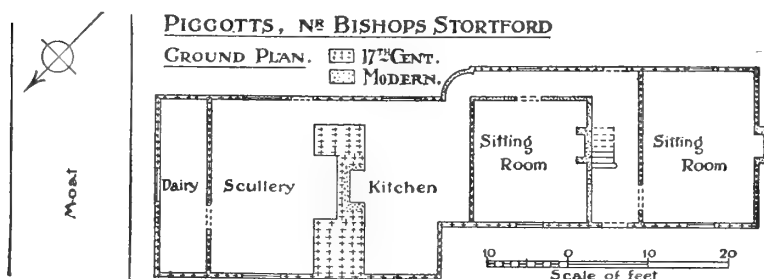 PIGGOTTS, NR BISHOPS STORTFORD
GROUND PLAN.
17TH CENT.
MODERN.
Moat
Dairy
Scullery
Kitchen
Sitting
Room
Sitting
Room
10 0 10 20
Scale of feet